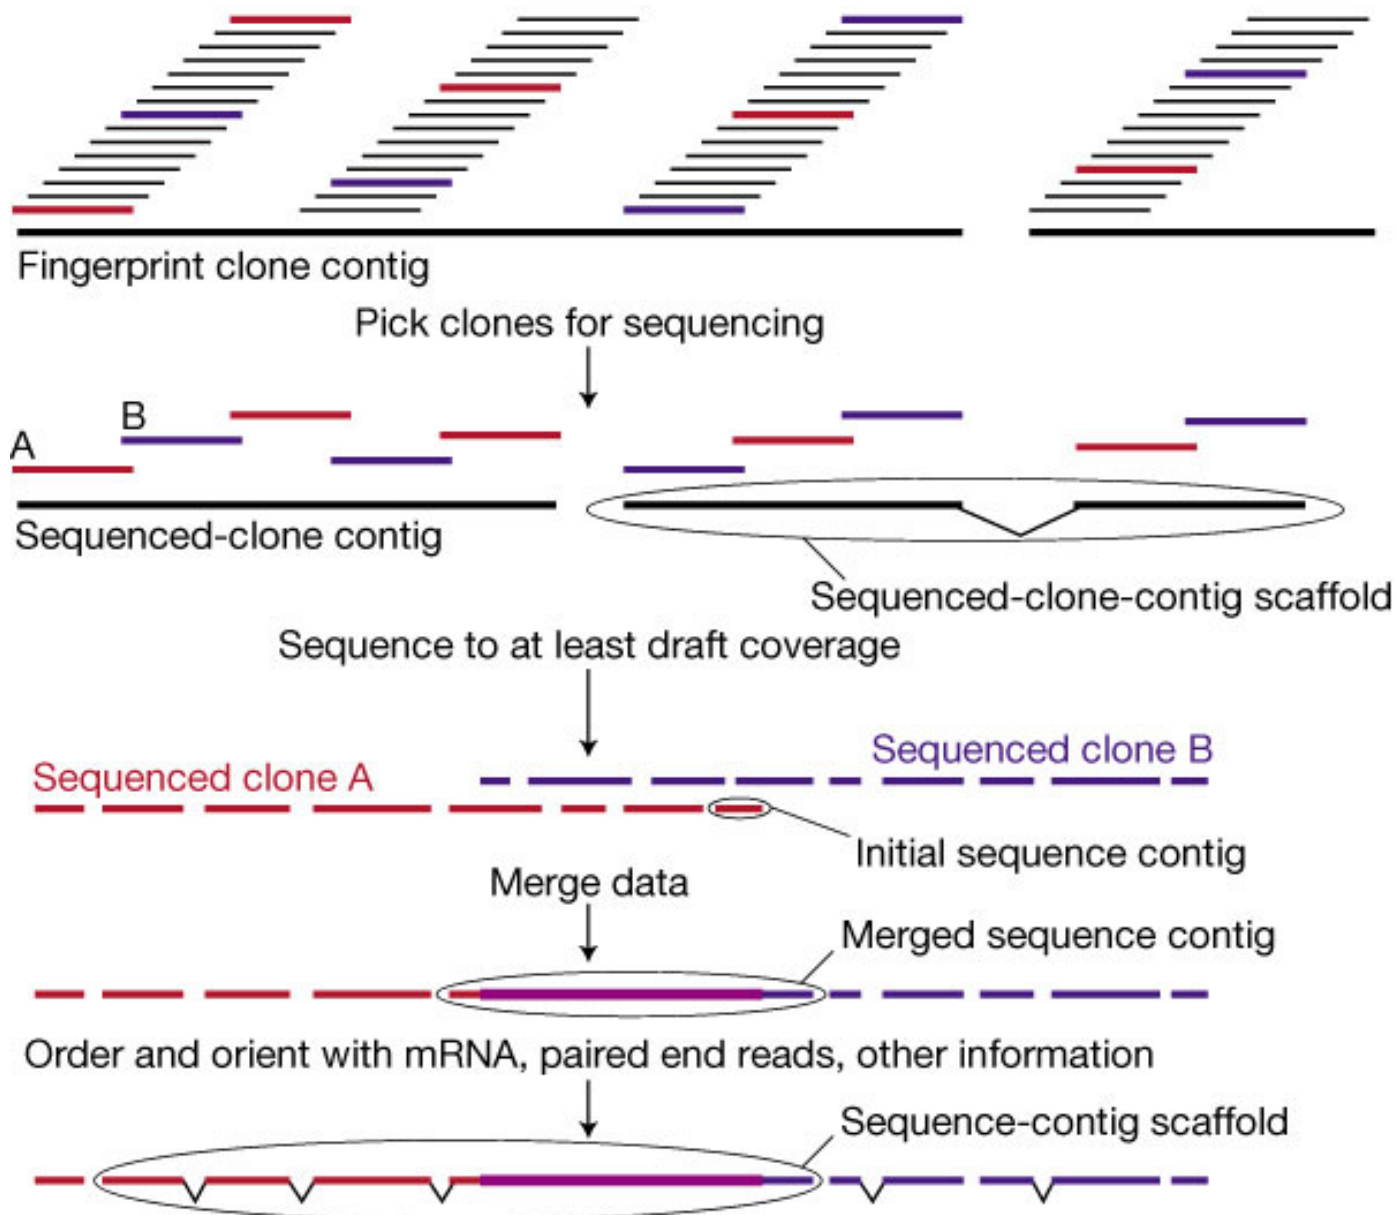 Fingerprint clone contig
Pick clones for sequencing
A
B
Sequenced-clone contig
Sequenced-clone-contig scaffold
Sequence to at least draft coverage
Sequenced clone A
Sequenced clone B
Initial sequence contig
Merge data
Merged sequence contig
Order and orient with mRNA, paired end reads, other information
Sequence-contig scaffold